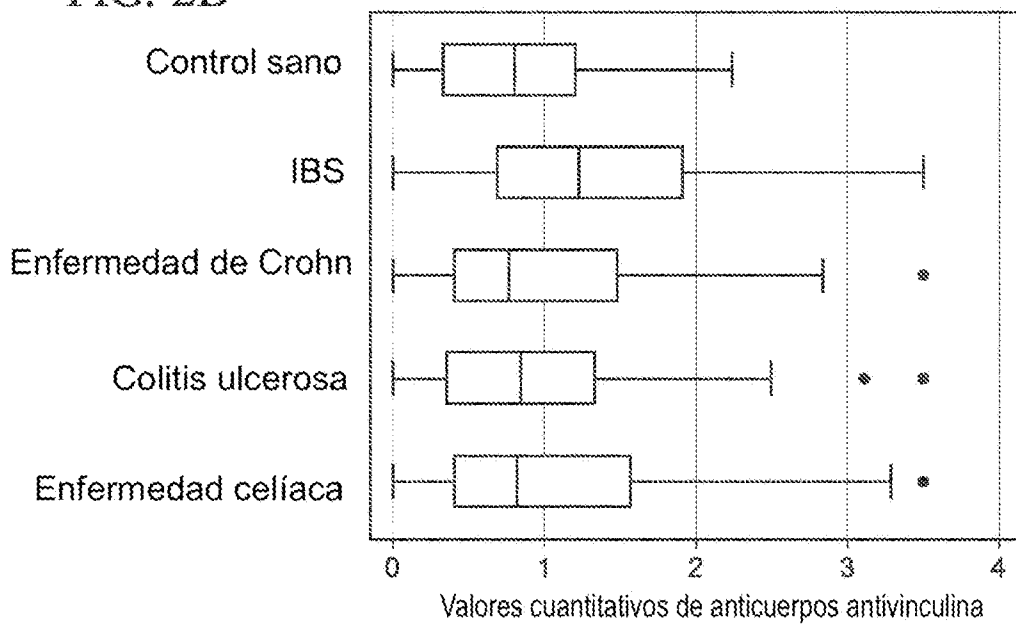 Control sano
IBS
Enfermedad de Crohn
Colitis ulcerosa
Enfermedad celíaca
0 1 2 3 4
Valores cuantitativos de anticuerpos antivinculina